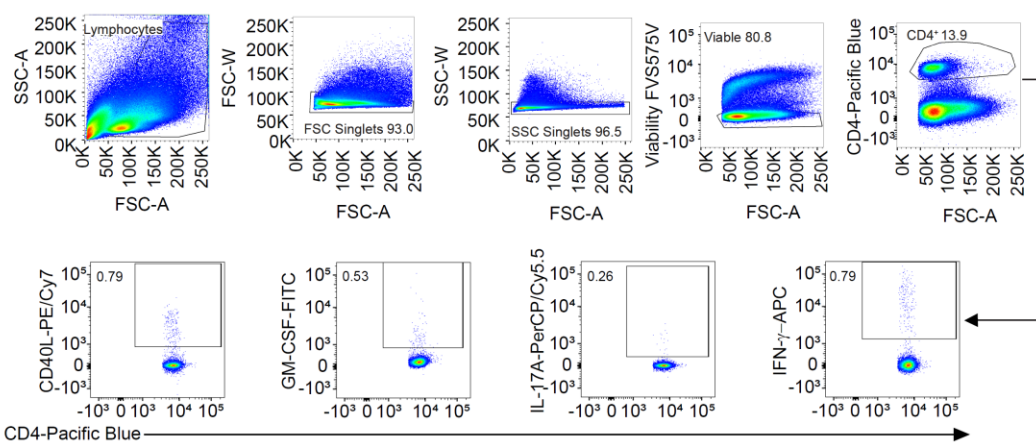 SSC-A
250K
200K
150K
100K
50K
0K
Lymphocytes
0K
50K
100K
150K
200K
250K
FSC-A
FSC-W
250K
200K
150K
100K
50K
0K
FSC Singlets 93.0
0K
50K
100K
150K
200K
250K
FSC-A
SSC-W
250K
200K
150K
100K
50K
0K
SSC Singlets 96.5
0K
50K
100K
150K
200K
250K
FSC-A
Viability FVS575V
10⁵
10⁴
10³
0
-10³
Viable 80.8
0K
50K
100K
150K
200K
250K
FSC-A
CD4-Pacific Blue
10⁵
10⁴
10³
0
-10³
CD4⁺ 13.9
0K
50K
100K
150K
200K
250K
FSC-A
CD40L-PE/Cy7
10⁵
10⁴
10³
0
-10³
0.79
-10³ 0 10³ 10⁴ 10⁵
GM-CSF-FITC
10⁵
10⁴
10³
0
-10³
0.53
-10³ 0 10³ 10⁴ 10⁵
IL-17A-PerCP/Cy5.5
10⁵
10⁴
10³
0
-10³
0.26
-10³ 0 10³ 10⁴ 10⁵
IFN-γ-APC
10⁵
10⁴
10³
0
-10³
0.79
-10³ 0 10³ 10⁴ 10⁵
CD4-Pacific Blue